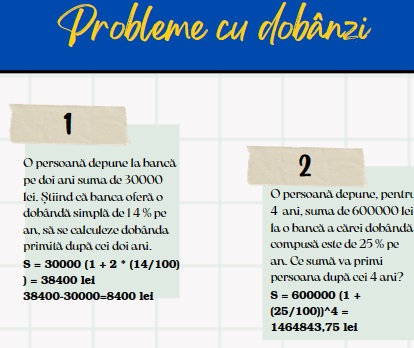 Probleme cu dobânzi
1
O persoană depune la bancă
pe doi ani suma de 30000
lei. Știind că banca oferă o
dobândă simplă de 14 % pe
an, să se calculeze dobânda
primită după cei doi ani.
S = 30000 (1 + 2 * (14/100)
) = 38400 lei
38400-30000=8400 lei
2
O persoană depune, pentru
4 ani, suma de 600000 lei
la o bancă a cărei dobândă
compusă este de 25 % pe
an. Ce sumă va primi
persoana după cei 4 ani?
S = 600000 (1 +
(25/100))^4 =
1464843,75 lei